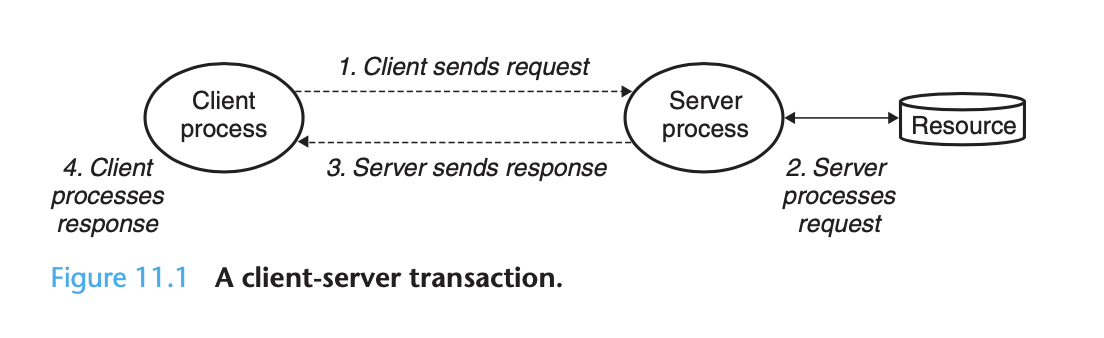 1. Client sends request
Client
process
Server
process
Resource
3. Server sends response
4. Client
processes
response
2. Server
processes
request
Figure 11.1 A client-server transaction.